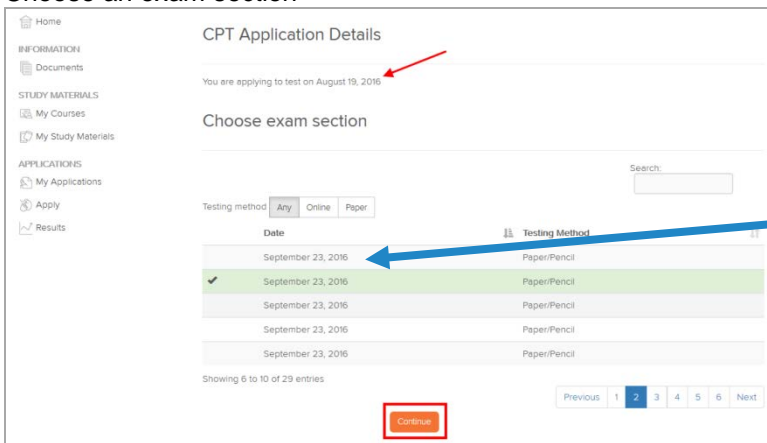 Choose an exam section
Home
INFORMATION
Documents
STUDY MATERIALS
My Courses
My Study Materials
APPLICATIONS
My Applications
Apply
Results
CPT Application Details
You are applying to test on August 19, 2016
Choose exam section
Search:
Testing method Any Online Paper
Date Testing Method
September 23, 2016 Paper/Pencil
September 23, 2016 Paper/Pencil
September 23, 2016 Paper/Pencil
September 23, 2016 Paper/Pencil
September 23, 2016 Paper/Pencil
Showing 6 to 10 of 29 entries
Previous 1 2 3 4 5 6 Next
Continue